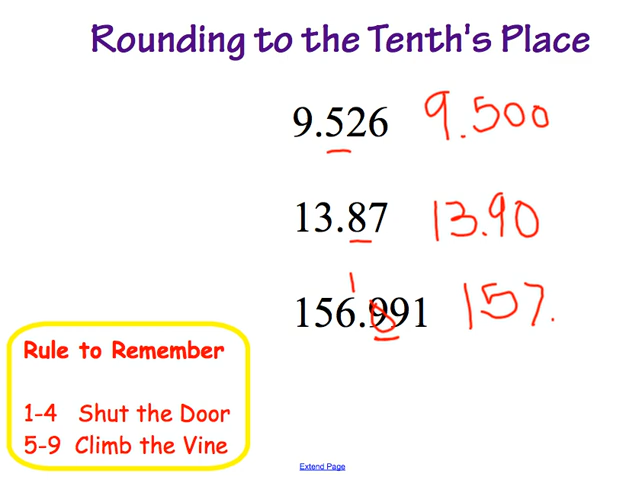 Rounding to the Tenth's Place
9.526 9.500
13.87 13.90
1
156.991 157.
0
Rule to Remember
1-4 Shut the Door
5-9 Climb the Vine
Extend Page